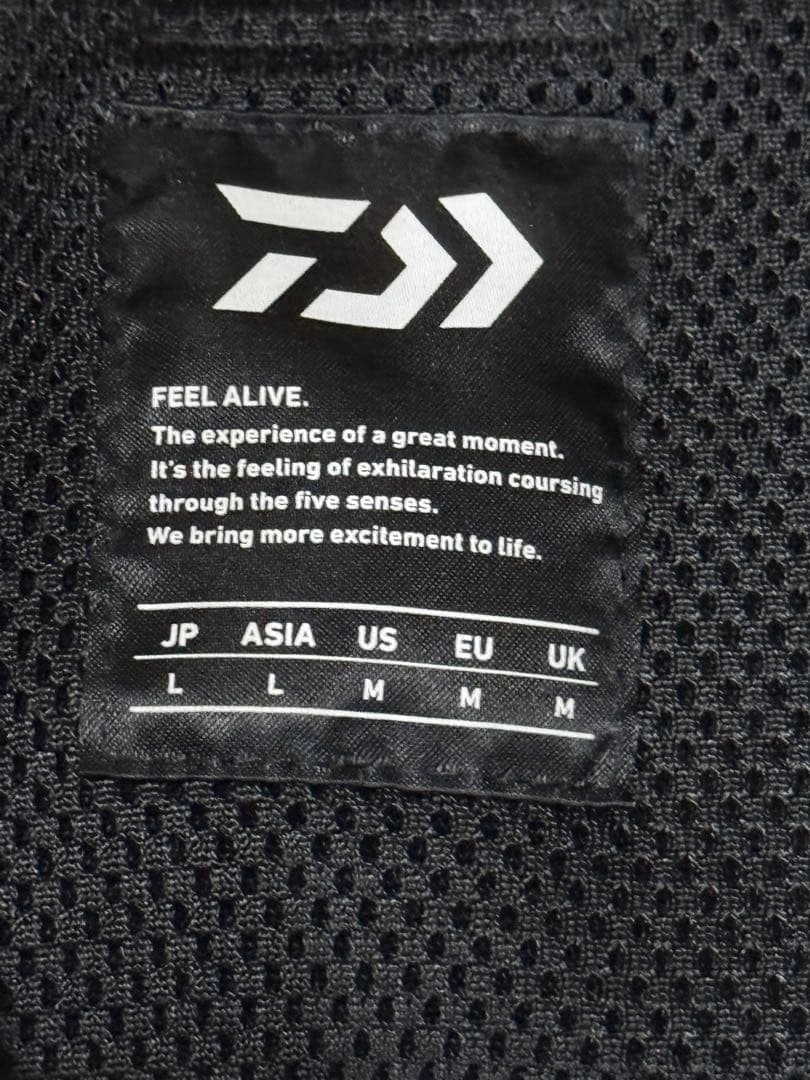 FEEL ALIVE.
The experience of a great moment.
It's the feeling of exhilaration coursing
through the five senses.
We bring more excitement to life.
JP ASIA US EU UK
L L M M M